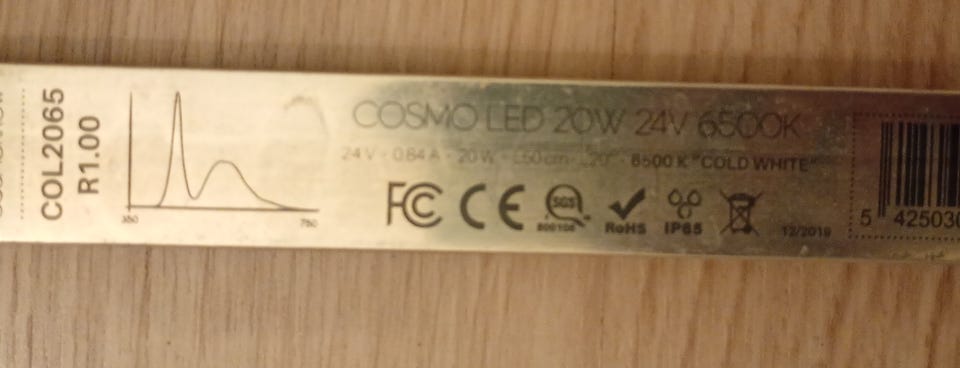 COL2065
R1.00
350
750
COSMO LED 20W 24V 6500K
24 V - 0.84 A - 20 W - L60cm - 120° - 6500 K "COLD WHITE"
FC CE SGS RoHS IP65
12/2019
5 425030